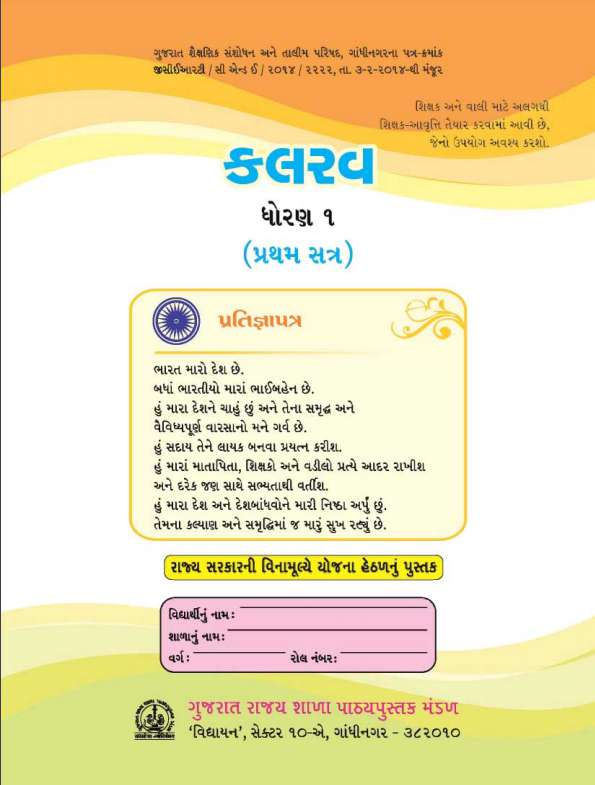 ગુજરાત શૈક્ષણિક સંશોધન અને તાલીમ પરિષદ, ગાંધીનગરના પત્ર-ક્રમાંક
જીસીઈઆરટી / સી એન્ડ ઈ / ૨૦૧૪ / ૨૨૨૨, તા. ૩-૨-૨૦૧૪-થી મંજૂર
શિક્ષક અને વાલી માટે અલગથી
શિક્ષક-આવૃત્તિ તૈયાર કરવામાં આવી છે,
જેનો ઉપયોગ અવશ્ય કરશો.
કલરવ
ધોરણ ૧
(પ્રથમ સત્ર)
પ્રતિજ્ઞાપત્ર
ભારત મારો દેશ છે.
બધાં ભારતીયો મારાં ભાઈબહેન છે.
હું મારા દેશને ચાહું છું અને તેના સમૃદ્ધ અને
વૈવિધ્યપૂર્ણ વારસાનો મને ગર્વ છે.
હું સદાય તેને લાયક બનવા પ્રયત્ન કરીશ.
હું મારાં માતાપિતા, શિક્ષકો અને વડીલો પ્રત્યે આદર રાખીશ
અને દરેક જણ સાથે સભ્યતાથી વર્તીશ.
હું મારા દેશ અને દેશબાંધવોને મારી નિષ્ઠા અર્પું છું.
તેમના કલ્યાણ અને સમૃદ્ધિમાં જ મારું સુખ રહ્યું છે.
રાજ્ય સરકારની વિનામૂલ્યે યોજના હેઠળનું પુસ્તક
વિદ્યાર્થીનું નામ:
શાળાનું નામ:
વર્ગ: રોલ નંબર:
ગુજરાત રાજ્ય શાળા પાઠ્યપુસ્તક મંડળ
'વિદ્યાયન', સેક્ટર ૧૦-એ, ગાંધીનગર - ૩૮૨૦૧૦